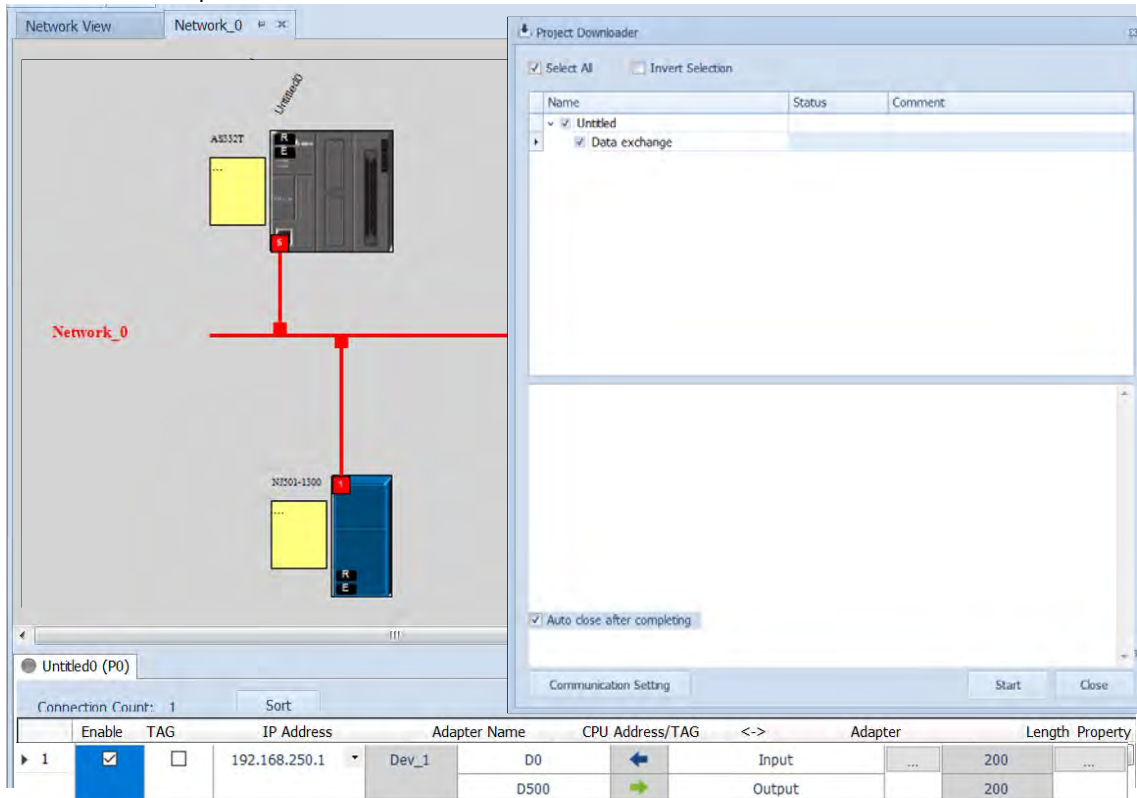 Network View
Network_0
Project Downloader
Select All
Invert Selection
Name Status Comment
Untitled
Data exchange
Untitled0
AS332T
...
R
E
5
Network_0
NJ501-1300
1
...
R
E
Auto close after completing
Untitled0 (P0)
Communication Setting
Start
Close
Connection Count: 1
Sort
Enable TAG IP Address Adapter Name CPU Address/TAG <-> Adapter Length Property
1 192.168.250.1 Dev_1 D0 Input ... 200 ...
D500 Output 200